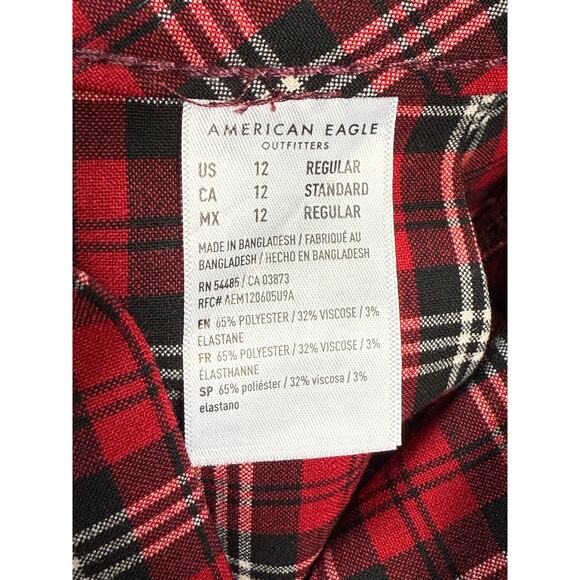 AMERICAN EAGLE
OUTFITTERS
US 12 REGULAR
CA 12 STANDARD
MX 12 REGULAR
MADE IN BANGLADESH / FABRIQUÉ AU
BANGLADESH / HECHO EN BANGLADESH
RN 54485 / CA 03873
RFC# AEM120605U9A
EN 65% POLYESTER / 32% VISCOSE / 3%
ELASTANE
FR 65% POLYESTER / 32% VISCOSE / 3%
ÉLASTHANNE
SP 65% poliéster / 32% viscosa / 3%
elastano